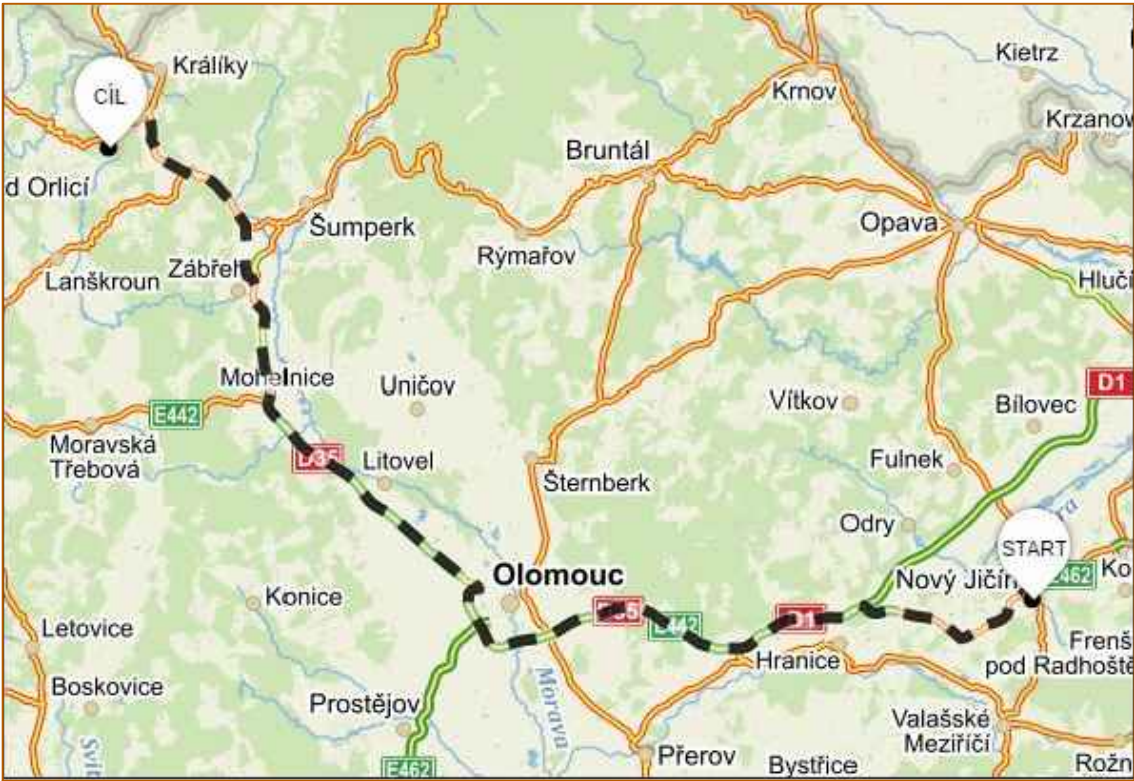 Králíky
CÍL
Kietrz
Krnov
Krzanow
Bruntál
d Orlicí
Šumperk
Opava
Rýmařov
Lanškroun
Zábřeh
Hlučí
Mohelnice
Uničov
D1
E442
Vítkov
Bílovec
Moravská
Třebová
D35
Litovel
Fulnek
Šternberk
Odry
START
Olomouc
Nový Jičín
E462
Ko
Konice
E442
D1
Letovice
Hranice
Frenš
pod Radhoště
Boskovice
Prostějov
Morava
Valašské
Meziříčí
Svit
E462
Přerov
Bystřice
Rožn